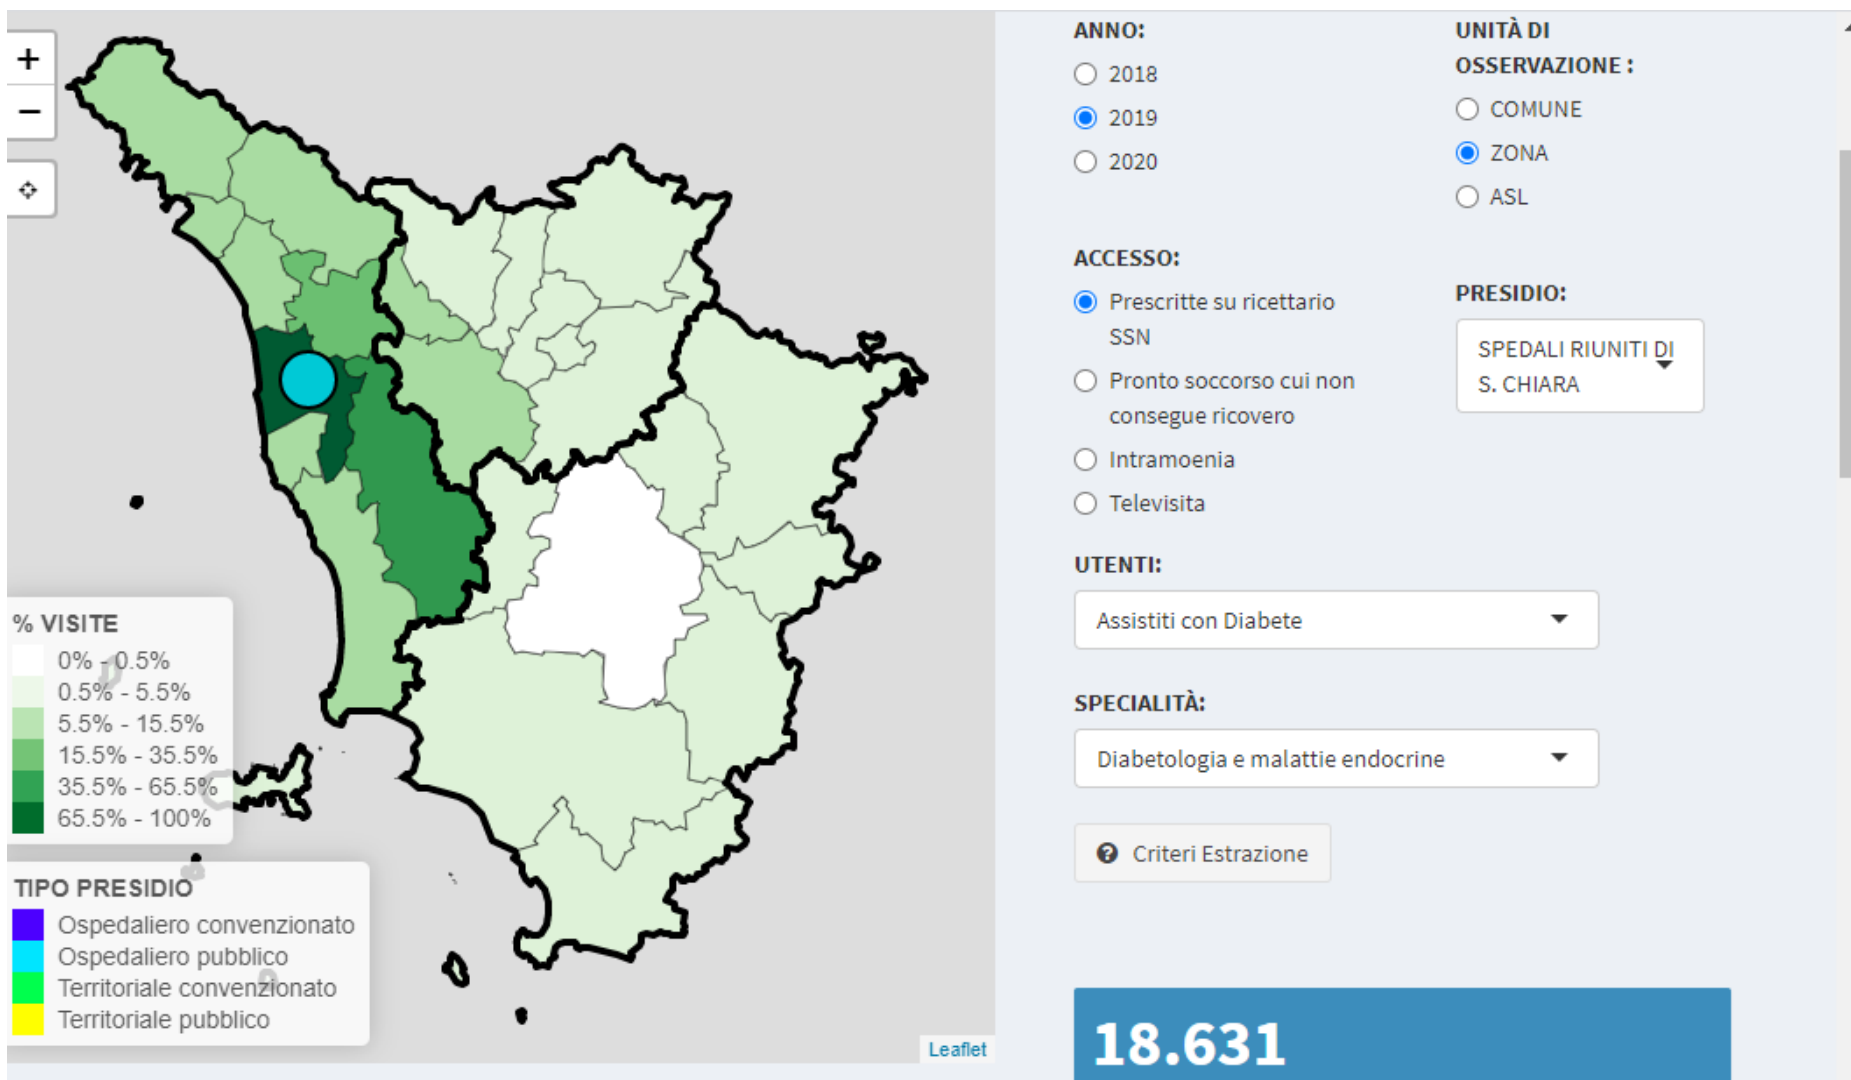 +
−
% VISITE
0% - 0.5%
0.5% - 5.5%
5.5% - 15.5%
15.5% - 35.5%
35.5% - 65.5%
65.5% - 100%
TIPO PRESIDIO
Ospedaliero convenzionato
Ospedaliero pubblico
Territoriale convenzionato
Territoriale pubblico
Leaflet
ANNO:
2018
2019
2020
UNITÀ DI
OSSERVAZIONE :
COMUNE
ZONA
ASL
ACCESSO:
Prescritte su ricettario
SSN
Pronto soccorso cui non
consegue ricovero
Intramoenia
Televisita
PRESIDIO:
SPEDALI RIUNITI DI
S. CHIARA
UTENTI:
Assistiti con Diabete
SPECIALITÀ:
Diabetologia e malattie endocrine
Criteri Estrazione
18.631